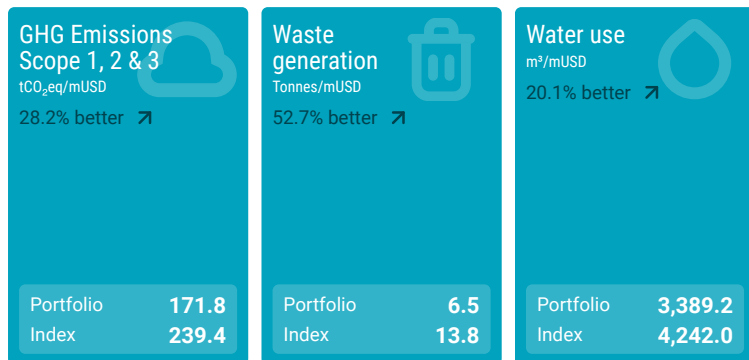 GHG Emissions
Scope 1, 2 & 3
tCO₂eq/mUSD
28.2% better
Portfolio 171.8
Index 239.4
Waste
generation
Tonnes/mUSD
52.7% better
Portfolio 6.5
Index 13.8
Water use
m³/mUSD
20.1% better
Portfolio 3,389.2
Index 4,242.0